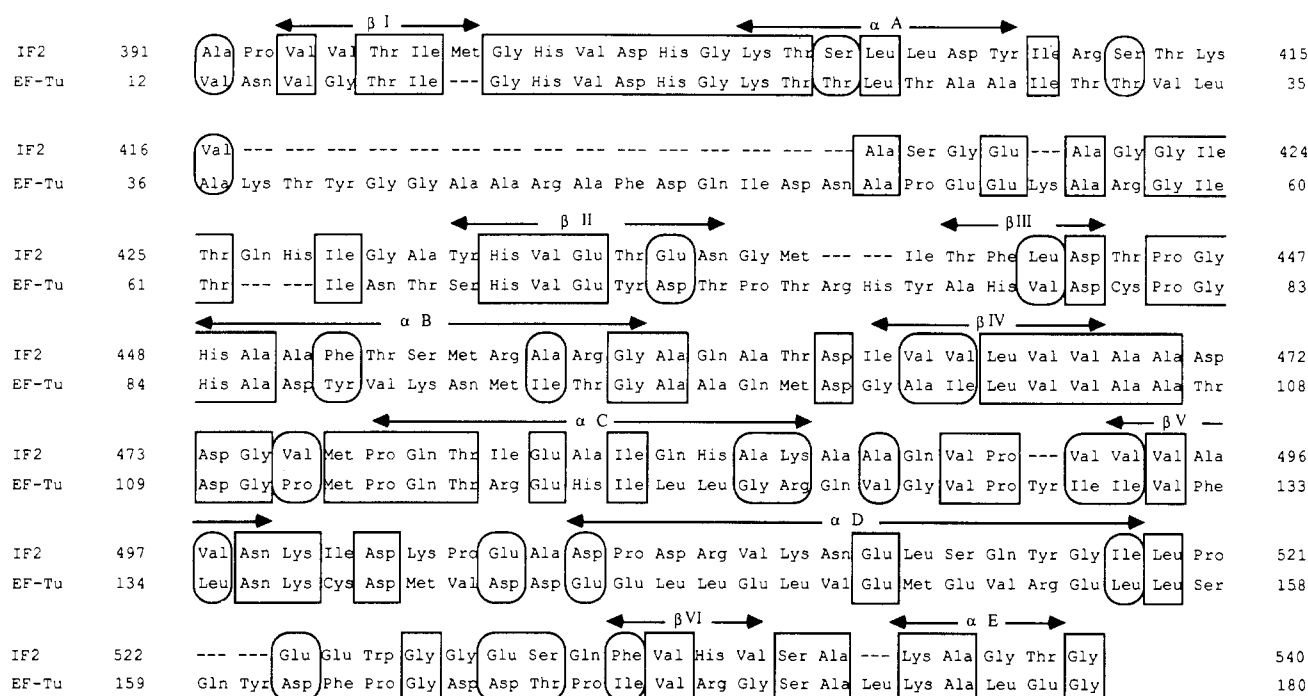 β I α A
IF2 391 Ala Pro Val Val Thr Ile Met Gly His Val Asp His Gly Lys Thr Ser Leu Leu Asp Tyr Ile Arg Ser Thr Lys 415
EF-Tu 12 Val Asn Val Gly Thr Ile --- Gly His Val Asp His Gly Lys Thr Thr Leu Thr Ala Ala Ile Thr Thr Val Leu 35
IF2 416 Val --- --- --- --- --- --- --- --- --- --- --- --- --- --- --- Ala Ser Gly Glu --- Ala Gly Gly Ile 424
EF-Tu 36 Ala Lys Thr Tyr Gly Gly Ala Ala Arg Ala Phe Asp Gln Ile Asp Asn Ala Pro Glu Glu Lys Ala Arg Gly Ile 60
β II βIII
IF2 425 Thr Gln His Ile Gly Ala Tyr His Val Glu Thr Glu Asn Gly Met --- --- Ile Thr Phe Leu Asp Thr Pro Gly 447
EF-Tu 61 Thr --- --- Ile Asn Thr Ser His Val Glu Tyr Asp Thr Pro Thr Arg His Tyr Ala His Val Asp Cys Pro Gly 83
α B βIV
IF2 448 His Ala Ala Phe Thr Ser Met Arg Ala Arg Gly Ala Gln Ala Thr Asp Ile Val Val Leu Val Val Ala Ala Asp 472
EF-Tu 84 His Ala Asp Tyr Val Lys Asn Met Ile Thr Gly Ala Ala Gln Met Asp Gly Ala Ile Leu Val Val Ala Ala Thr 108
α C βV
IF2 473 Asp Gly Val Met Pro Gln Thr Ile Glu Ala Ile Gln His Ala Lys Ala Ala Gln Val Pro --- Val Val Val Ala 496
EF-Tu 109 Asp Gly Pro Met Pro Gln Thr Arg Glu His Ile Leu Leu Gly Arg Gln Val Gly Val Pro Tyr Ile Ile Val Phe 133
α D
IF2 497 Val Asn Lys Ile Asp Lys Pro Glu Ala Asp Pro Asp Arg Val Lys Asn Glu Leu Ser Gln Tyr Gly Ile Leu Pro 521
EF-Tu 134 Leu Asn Lys Cys Asp Met Val Asp Asp Glu Glu Leu Leu Glu Leu Val Glu Met Glu Val Arg Glu Leu Leu Ser 158
βVI α E
IF2 522 --- --- Glu Glu Trp Gly Gly Glu Ser Gln Phe Val His Val Ser Ala --- Lys Ala Gly Thr Gly 540
EF-Tu 159 Gln Tyr Asp Phe Pro Gly Asp Asp Thr Pro Ile Val Arg Gly Ser Ala Leu Lys Ala Leu Glu Gly 180